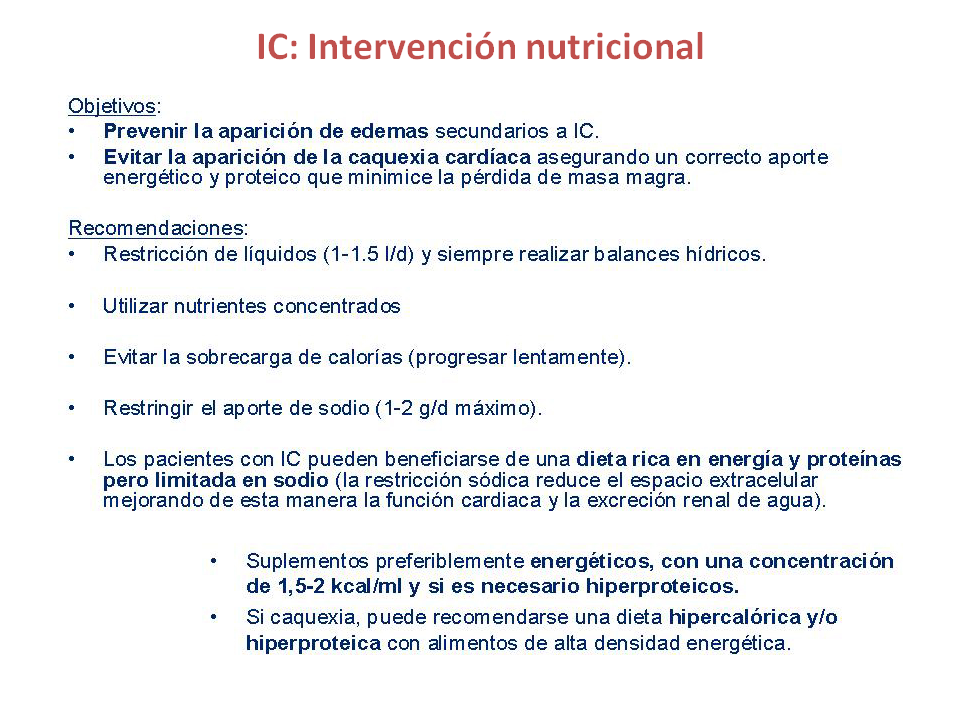 IC: Intervención nutricional
Objetivos:
• Prevenir la aparición de edemas secundarios a IC.
• Evitar la aparición de la caquexia cardíaca asegurando un correcto aporte
energético y proteico que minimice la pérdida de masa magra.
Recomendaciones:
• Restricción de líquidos (1-1.5 l/d) y siempre realizar balances hídricos.
• Utilizar nutrientes concentrados
• Evitar la sobrecarga de calorías (progresar lentamente).
• Restringir el aporte de sodio (1-2 g/d máximo).
• Los pacientes con IC pueden beneficiarse de una dieta rica en energía y proteínas
pero limitada en sodio (la restricción sódica reduce el espacio extracelular
mejorando de esta manera la función cardiaca y la excreción renal de agua).
• Suplementos preferiblemente energéticos, con una concentración
de 1,5-2 kcal/ml y si es necesario hiperproteicos.
• Si caquexia, puede recomendarse una dieta hipercalórica y/o
hiperproteica con alimentos de alta densidad energética.